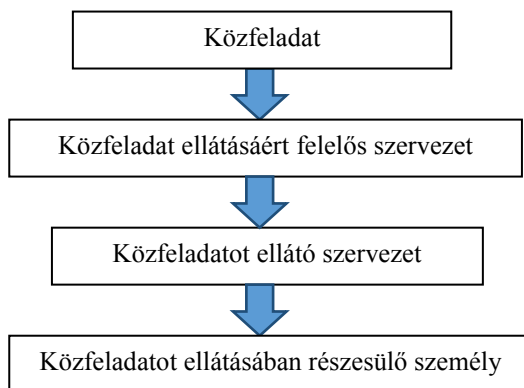 Közfeladat
Közfeladat ellátásáért felelős szervezet
Közfeladatot ellátó szervezet
Közfeladatot ellátásában részesülő személy